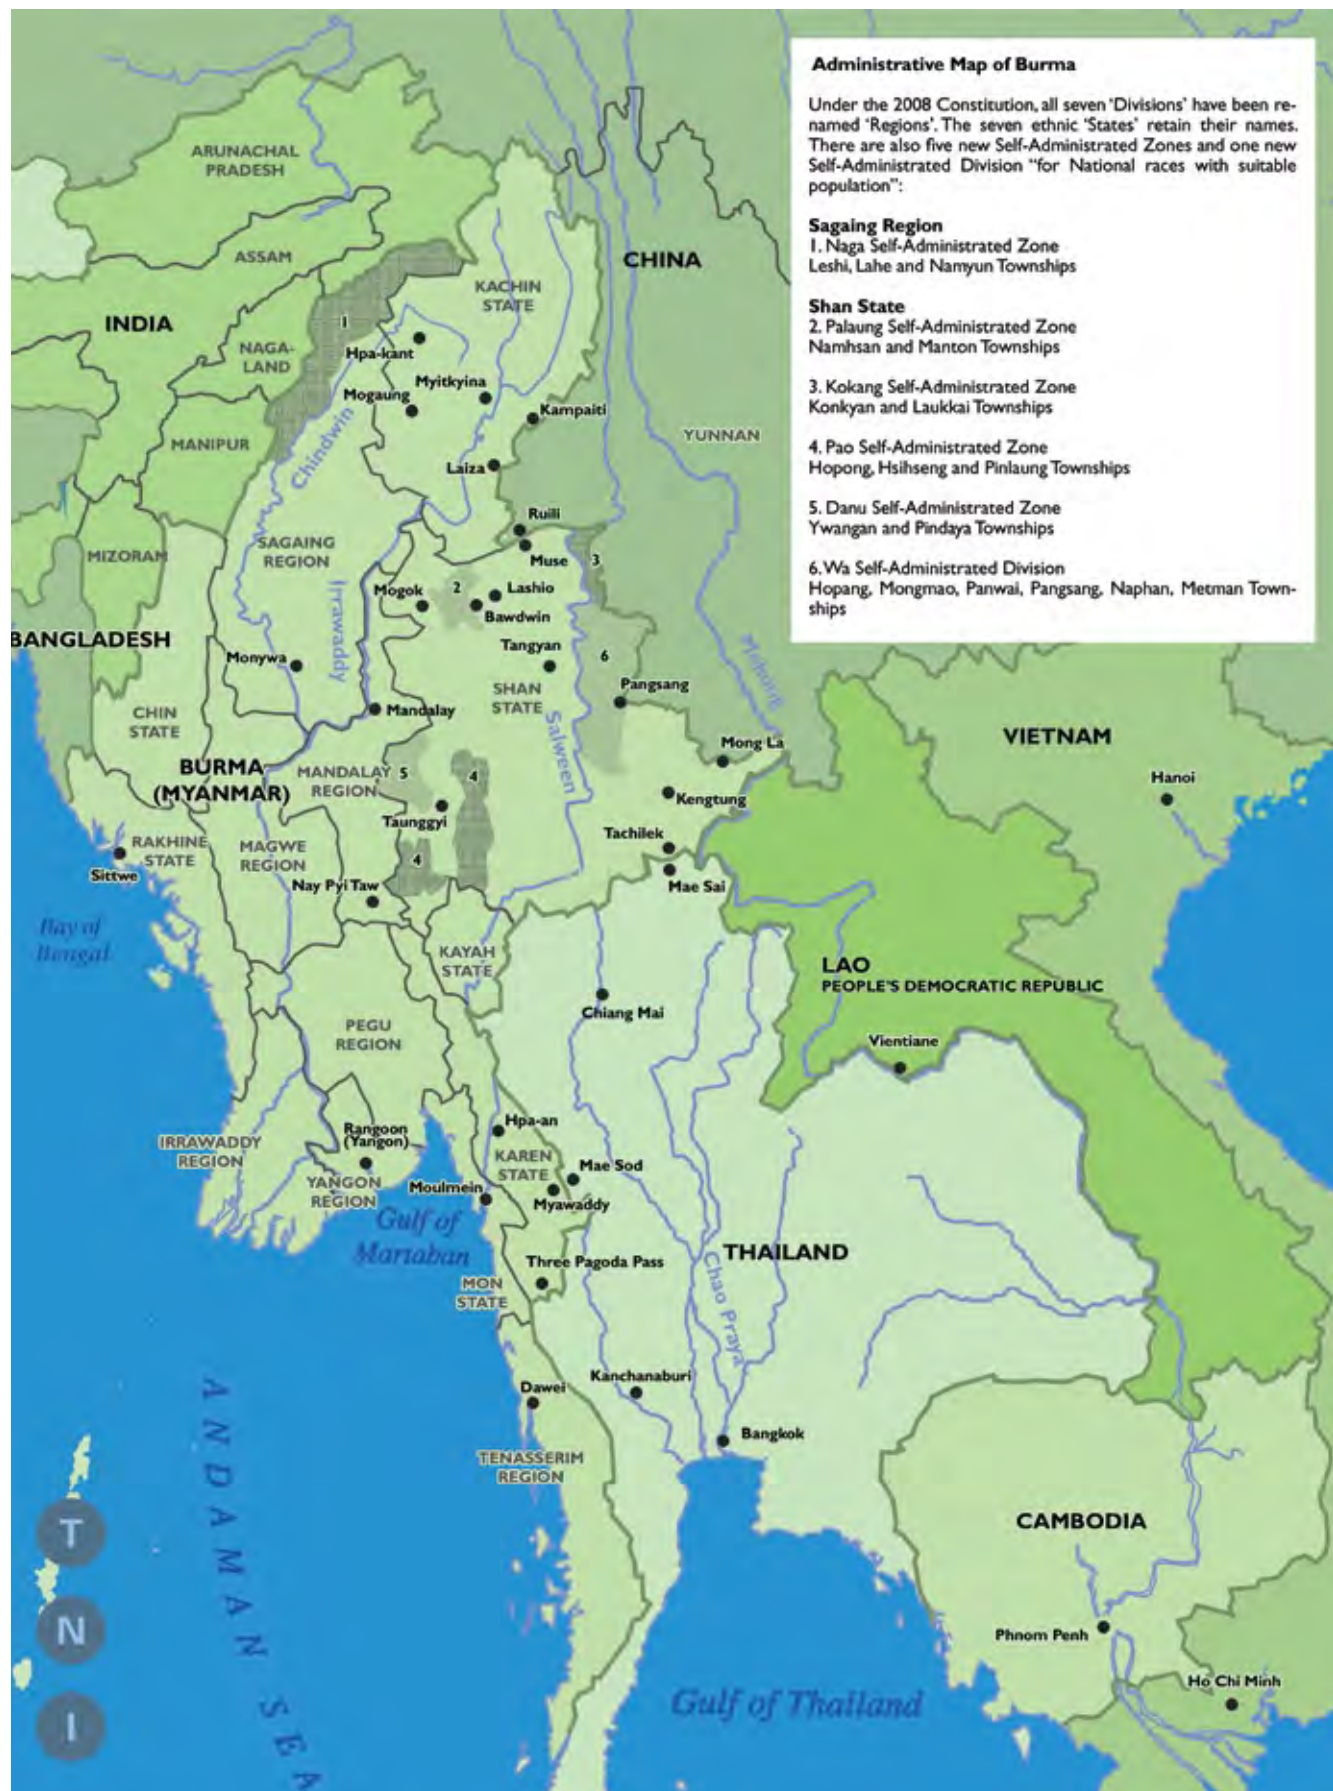 Administrative Map of Burma
Under the 2008 Constitution, all seven ‘Divisions’ have been re-
named ‘Regions’. The seven ethnic ‘States’ retain their names.
There are also five new Self-Administrated Zones and one new
Self-Administrated Division “for National races with suitable
population”:
Sagaing Region
1. Naga Self-Administrated Zone
Leshi, Lahe and Namyun Townships
Shan State
2. Palaung Self-Administrated Zone
Namhsan and Manton Townships
3. Kokang Self-Administrated Zone
Konkyan and Laukkai Townships
4. Pao Self-Administrated Zone
Hopong, Hsihseng and Pinlaung Townships
5. Danu Self-Administrated Zone
Ywangan and Pindaya Townships
6. Wa Self-Administrated Division
Hopang, Mongmao, Panwai, Pangsang, Naphan, Metman Town-
ships
ARUNACHAL
PRADESH
ASSAM
CHINA
KACHIN
STATE
INDIA
1
NAGA-
LAND
Hpa-kant
Myitkyina
Mogaung
Kampaiti
MANIPUR
YUNNAN
Chindwin
Laiza
Ruili
SAGAING
REGION
MIZORAM
Muse
3
Irrawaddy
Mogok
2
Lashio
Bawdwin
BANGLADESH
Tangyan
Monywa
6
Mekong
Pangsang
SHAN
STATE
CHIN
STATE
Mandalay
Salween
VIETNAM
Mong La
BURMA
(MYANMAR)
MANDALAY
REGION
5
4
Hanoi
Kengtung
Taunggyi
RAKHINE
STATE
MAGWE
REGION
Tachilek
4
Sittwe
Nay Pyi Taw
Mae Sai
Bay of
Bengal
KAYAH
STATE
LAO
PEOPLE'S DEMOCRATIC REPUBLIC
Chiang Mai
PEGU
REGION
Vientiane
Hpa-an
Rangoon
(Yangon)
IRRAWADDY
REGION
KAREN
STATE
Mae Sod
YANGON
REGION
Moulmein
Myawaddy
Gulf of
Martaban
THAILAND
Three Pagoda Pass
MON
STATE
Chao Praya
Kanchanaburi
Dawei
Bangkok
TENASSERIM
REGION
ANDAMAN SEA
CAMBODIA
Phnom Penh
Ho Chi Minh
Gulf of Thailand
T
N
I